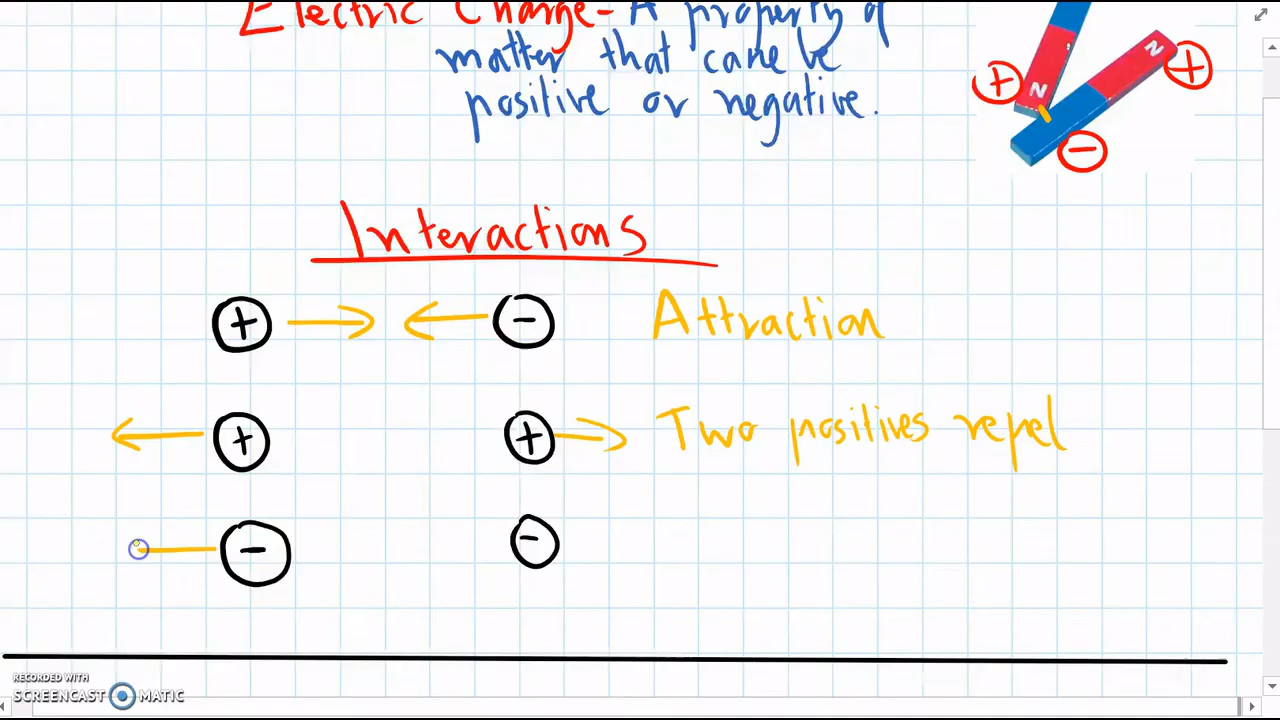 Electric Charge- A property of
matter that cane be
positive or negative.
N
N
+
+
-
Interactions
+ - Attraction
+ + Two positives repel
- -
RECORDED WITH
SCREENCAST MATIC